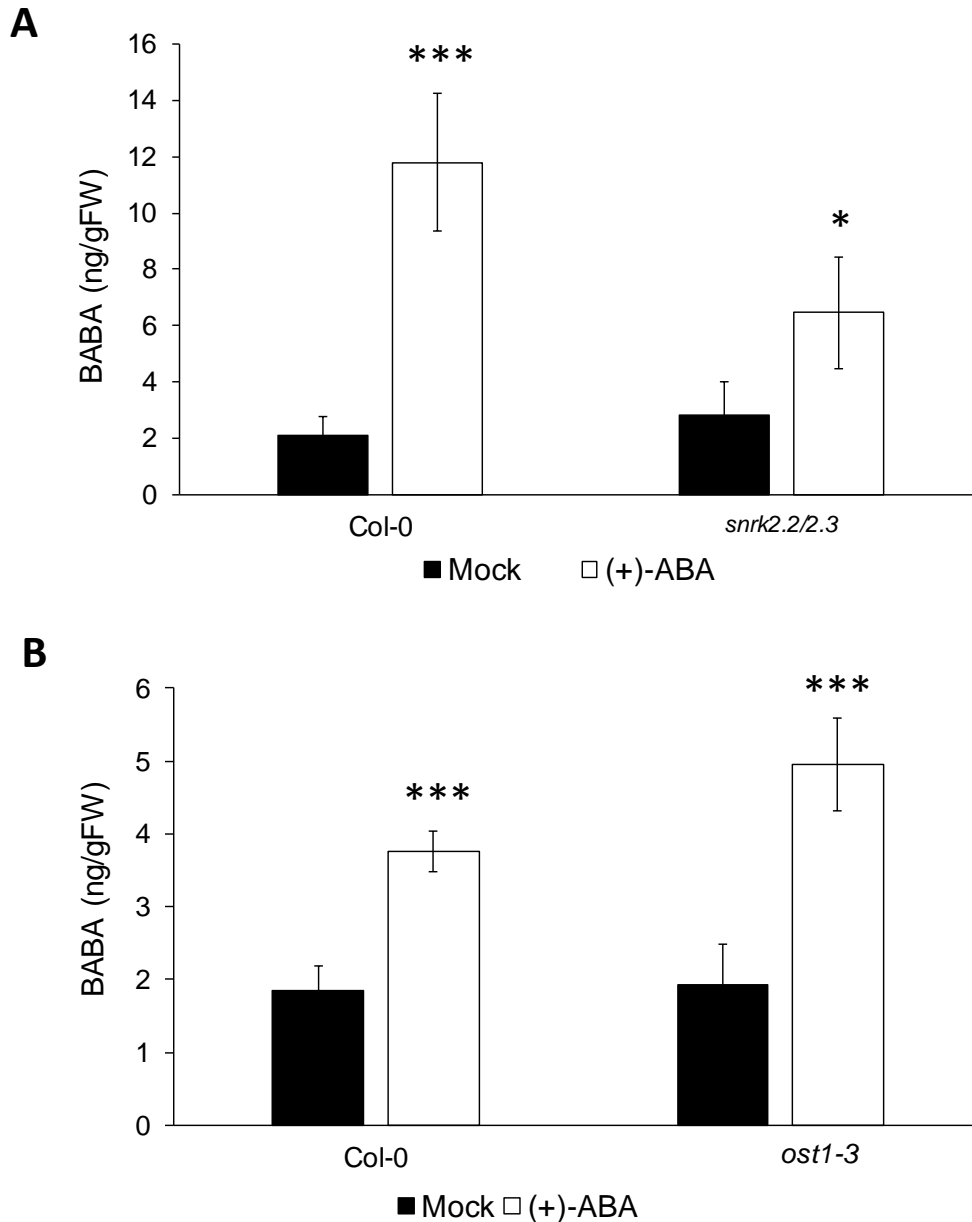 A
16
14
12
10
8
6
4
2
0
BABA (ng/gFW)
***
*
Col-0
snrk2.2/2.3
Mock (+)-ABA
B
6
5
4
3
2
1
0
BABA (ng/gFW)
***
***
Col-0
ost1-3
Mock (+)-ABA